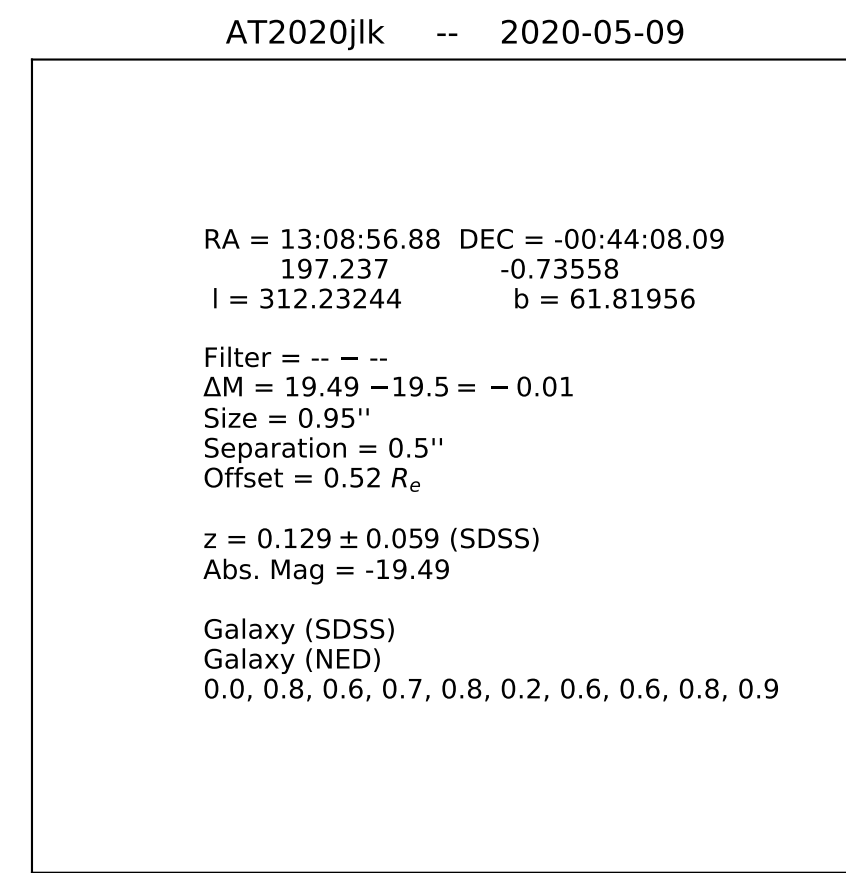 AT2020jlk -- 2020-05-09
RA = 13:08:56.88 DEC = -00:44:08.09
197.237 -0.73558
l = 312.23244 b = 61.81956
Filter = -- − --
ΔM = 19.49 −19.5 = − 0.01
Size = 0.95''
Separation = 0.5''
Offset = 0.52 Rₑ
z = 0.129 ± 0.059 (SDSS)
Abs. Mag = -19.49
Galaxy (SDSS)
Galaxy (NED)
0.0, 0.8, 0.6, 0.7, 0.8, 0.2, 0.6, 0.6, 0.8, 0.9